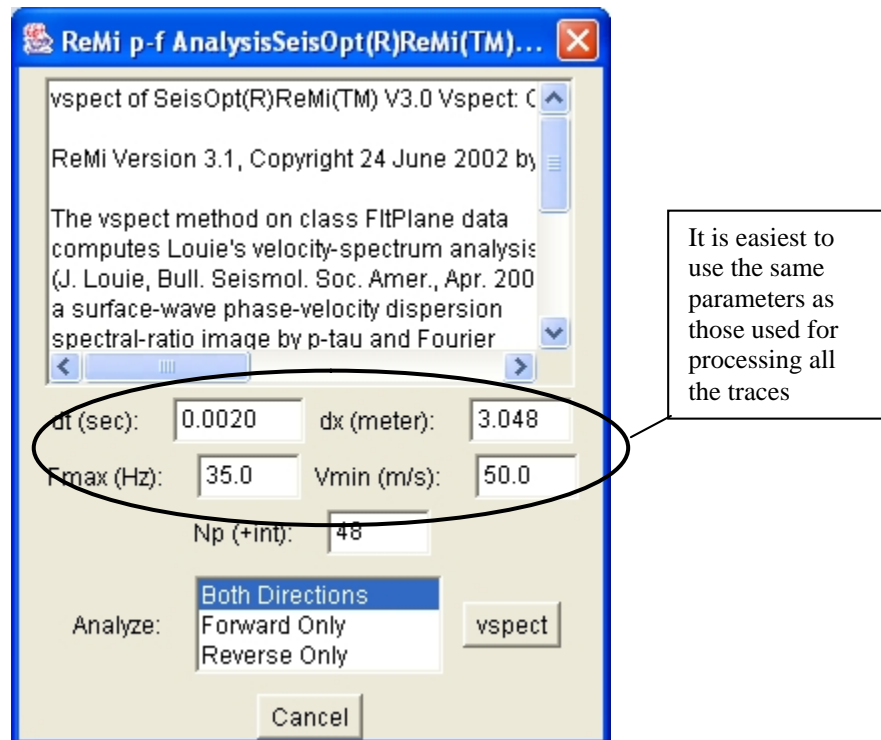 ReMi p-f AnalysisSeisOpt(R)ReMi(TM)...
vspect of SeisOpt(R)ReMi(TM) V3.0 Vspect:
ReMi Version 3.1, Copyright 24 June 2002 by
The vspect method on class FltPlane data
computes Louie's velocity-spectrum analysis
(J. Louie, Bull. Seismol. Soc. Amer., Apr. 200
a surface-wave phase-velocity dispersion
spectral-ratio image by p-tau and Fourier
It is easiest to
use the same
parameters as
those used for
processing all
the traces
dt (sec): 0.0020 dx (meter): 3.048
Fmax (Hz): 35.0 Vmin (m/s): 50.0
Np (+int): 48
Both Directions
Analyze: Forward Only vspect
Reverse Only
Cancel